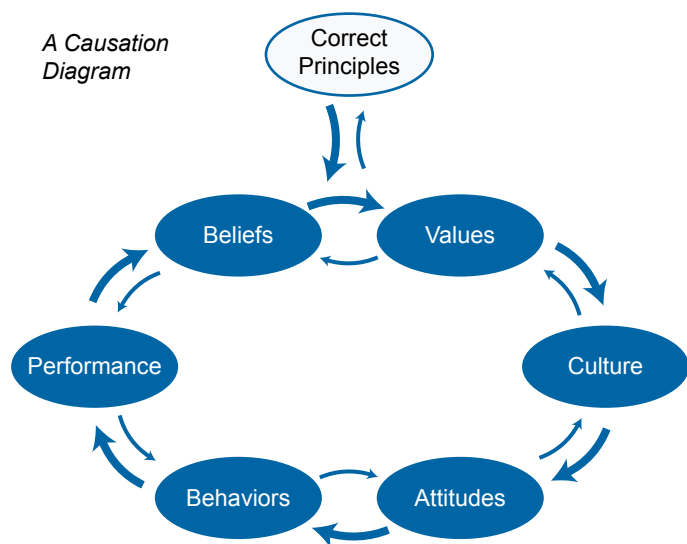 A Causation
Diagram
Correct
Principles
Beliefs
Values
Performance
Culture
Behaviors
Attitudes